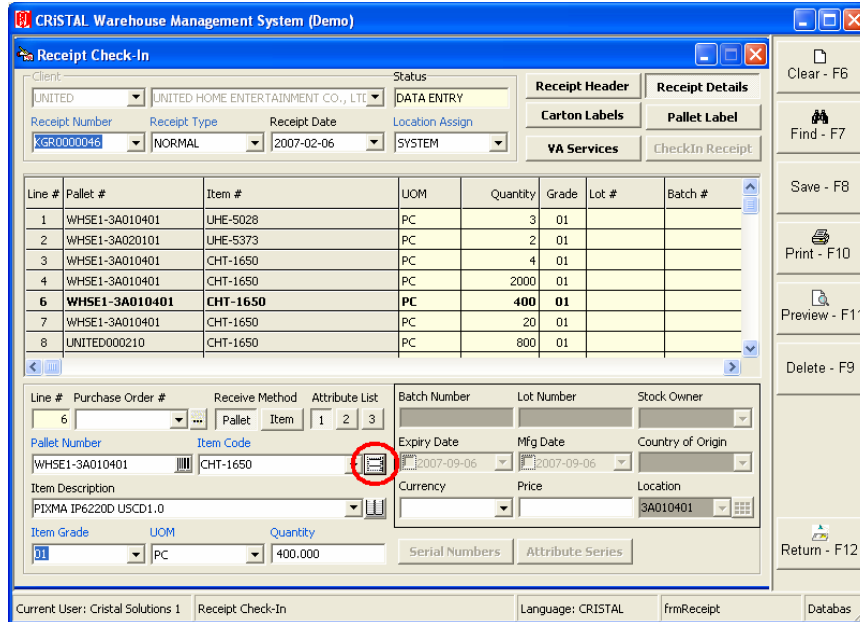 CRiSTAL Warehouse Management System (Demo)
Receipt Check-In
Client
Status
UNITED
UNITED HOME ENTERTAINMENT CO., LTD
DATA ENTRY
Receipt Header
Receipt Details
Receipt Number
Receipt Type
Receipt Date
Location Assign
Carton Labels
Pallet Label
KGR0000046
NORMAL
2007-02-06
SYSTEM
VA Services
CheckIn Receipt
Line # Pallet # Item # UOM Quantity Grade Lot # Batch #
1 WHSE1-3A010401 UHE-5028 PC 3 01
2 WHSE1-3A020101 UHE-5373 PC 2 01
3 WHSE1-3A010401 CHT-1650 PC 4 01
4 WHSE1-3A010401 CHT-1650 PC 2000 01
6 WHSE1-3A010401 CHT-1650 PC 400 01
7 WHSE1-3A010401 CHT-1650 PC 20 01
8 UNITED000210 CHT-1650 PC 800 01
Line # Purchase Order # Receive Method Attribute List
6 ... Pallet Item 1 2 3
Pallet Number Item Code
WHSE1-3A010401 CHT-1650
Item Description
PIXMA IP6220D USCD1.0
Item Grade UOM Quantity
01 PC 400.000
Batch Number Lot Number Stock Owner
Expiry Date Mfg Date Country of Origin
2007-09-06 2007-09-06
Currency Price Location
3A010401
Serial Numbers Attribute Series
Clear - F6
Find - F7
Save - F8
Print - F10
Preview - F11
Delete - F9
Return - F12
Current User: Cristal Solutions 1 Receipt Check-In Language: CRISTAL frmReceipt Databas